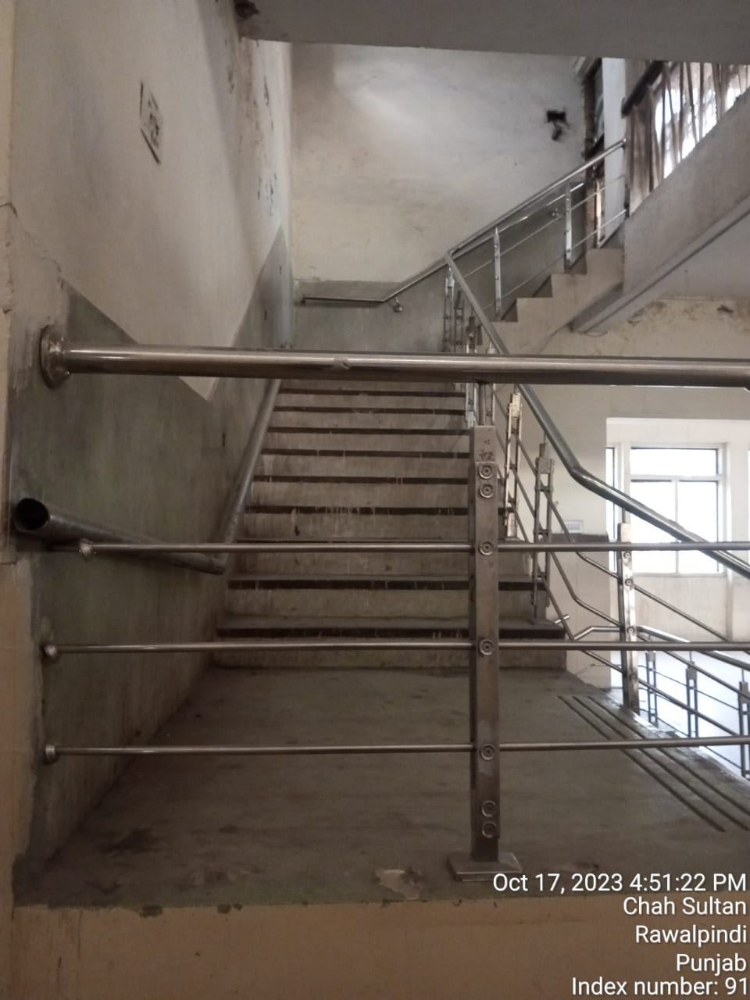 Oct 17, 2023 4:51:22 PM
Chah Sultan
Rawalpindi
Punjab
Index number: 91